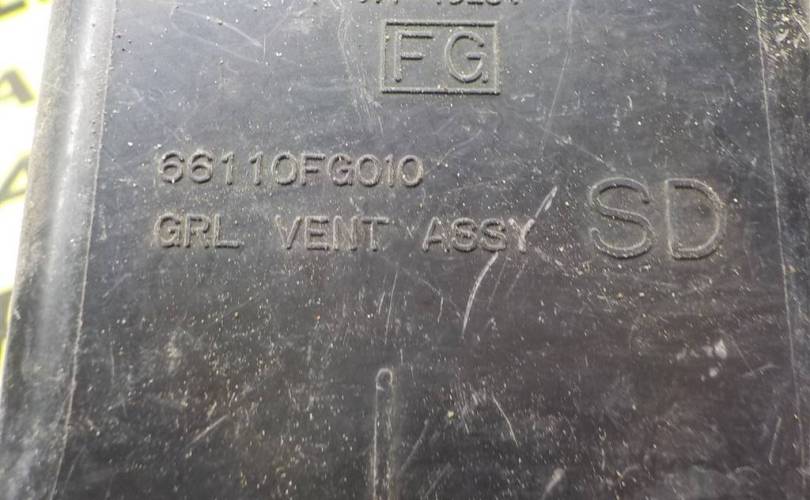 FG
66110FG010
GRL VENT ASSY
SD